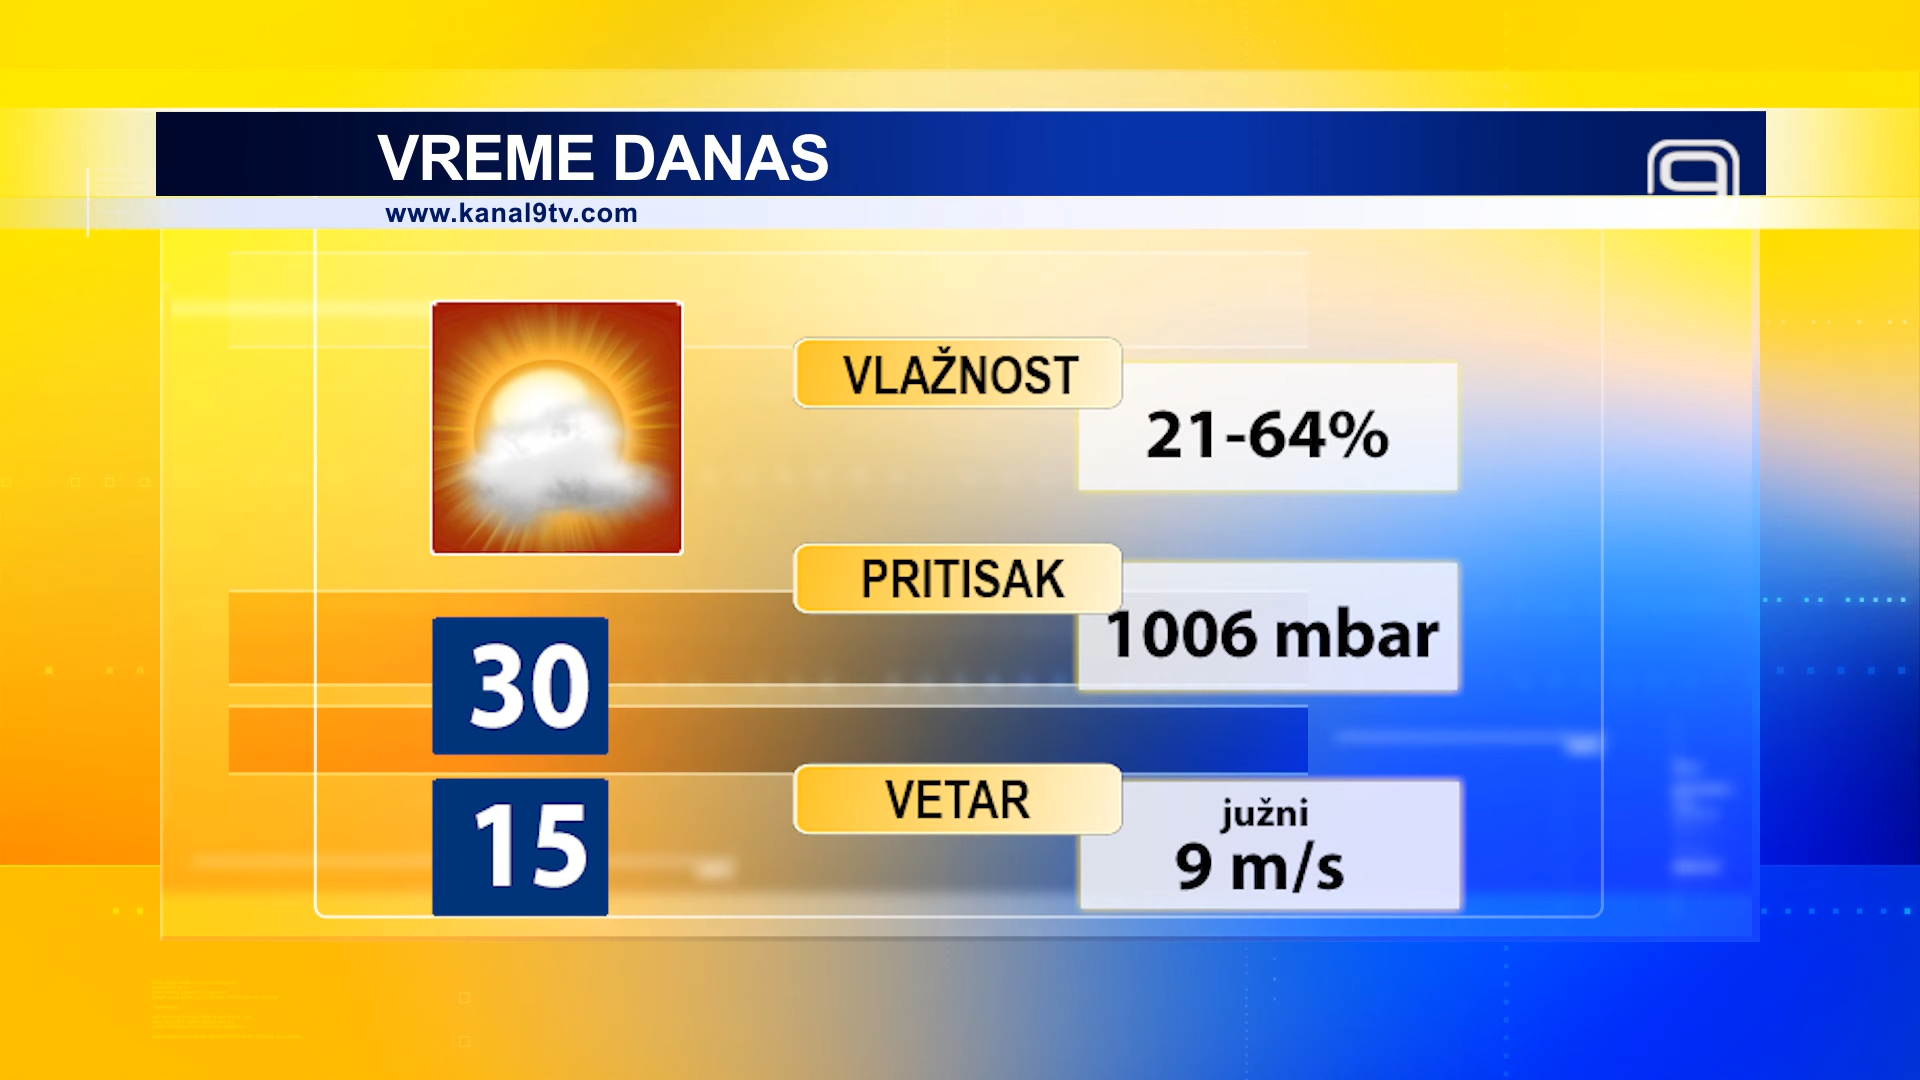 VREME DANAS
www.kanal9tv.com
VLAŽNOST
21-64%
PRITISAK
1006 mbar
30
15
VETAR
južni
9 m/s